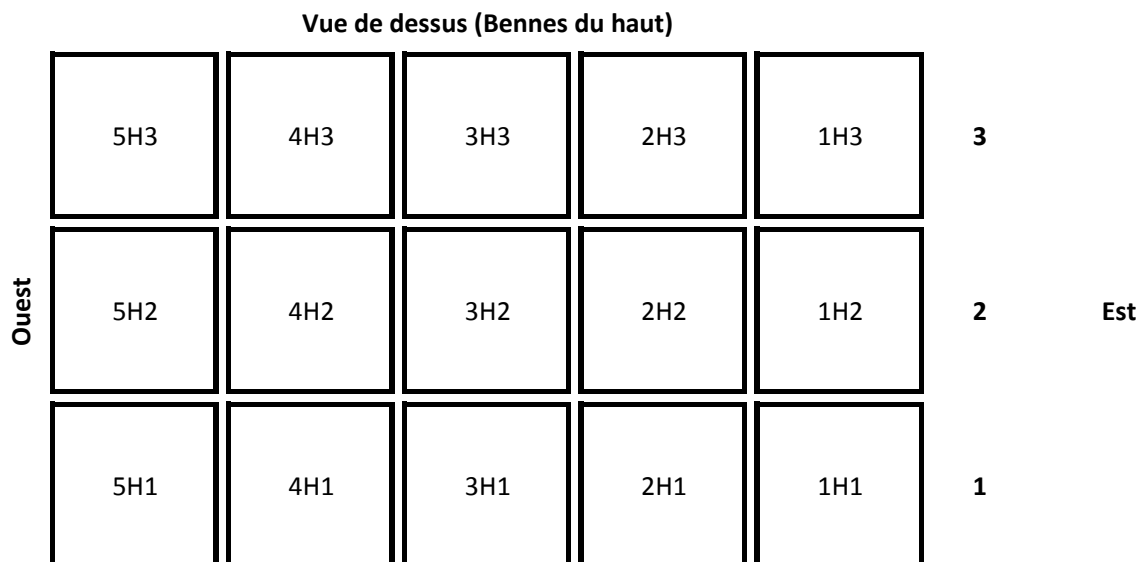 Vue de dessus (Bennes du haut)
5H3 4H3 3H3 2H3 1H3 3
Ouest 5H2 4H2 3H2 2H2 1H2 2 Est
5H1 4H1 3H1 2H1 1H1 1